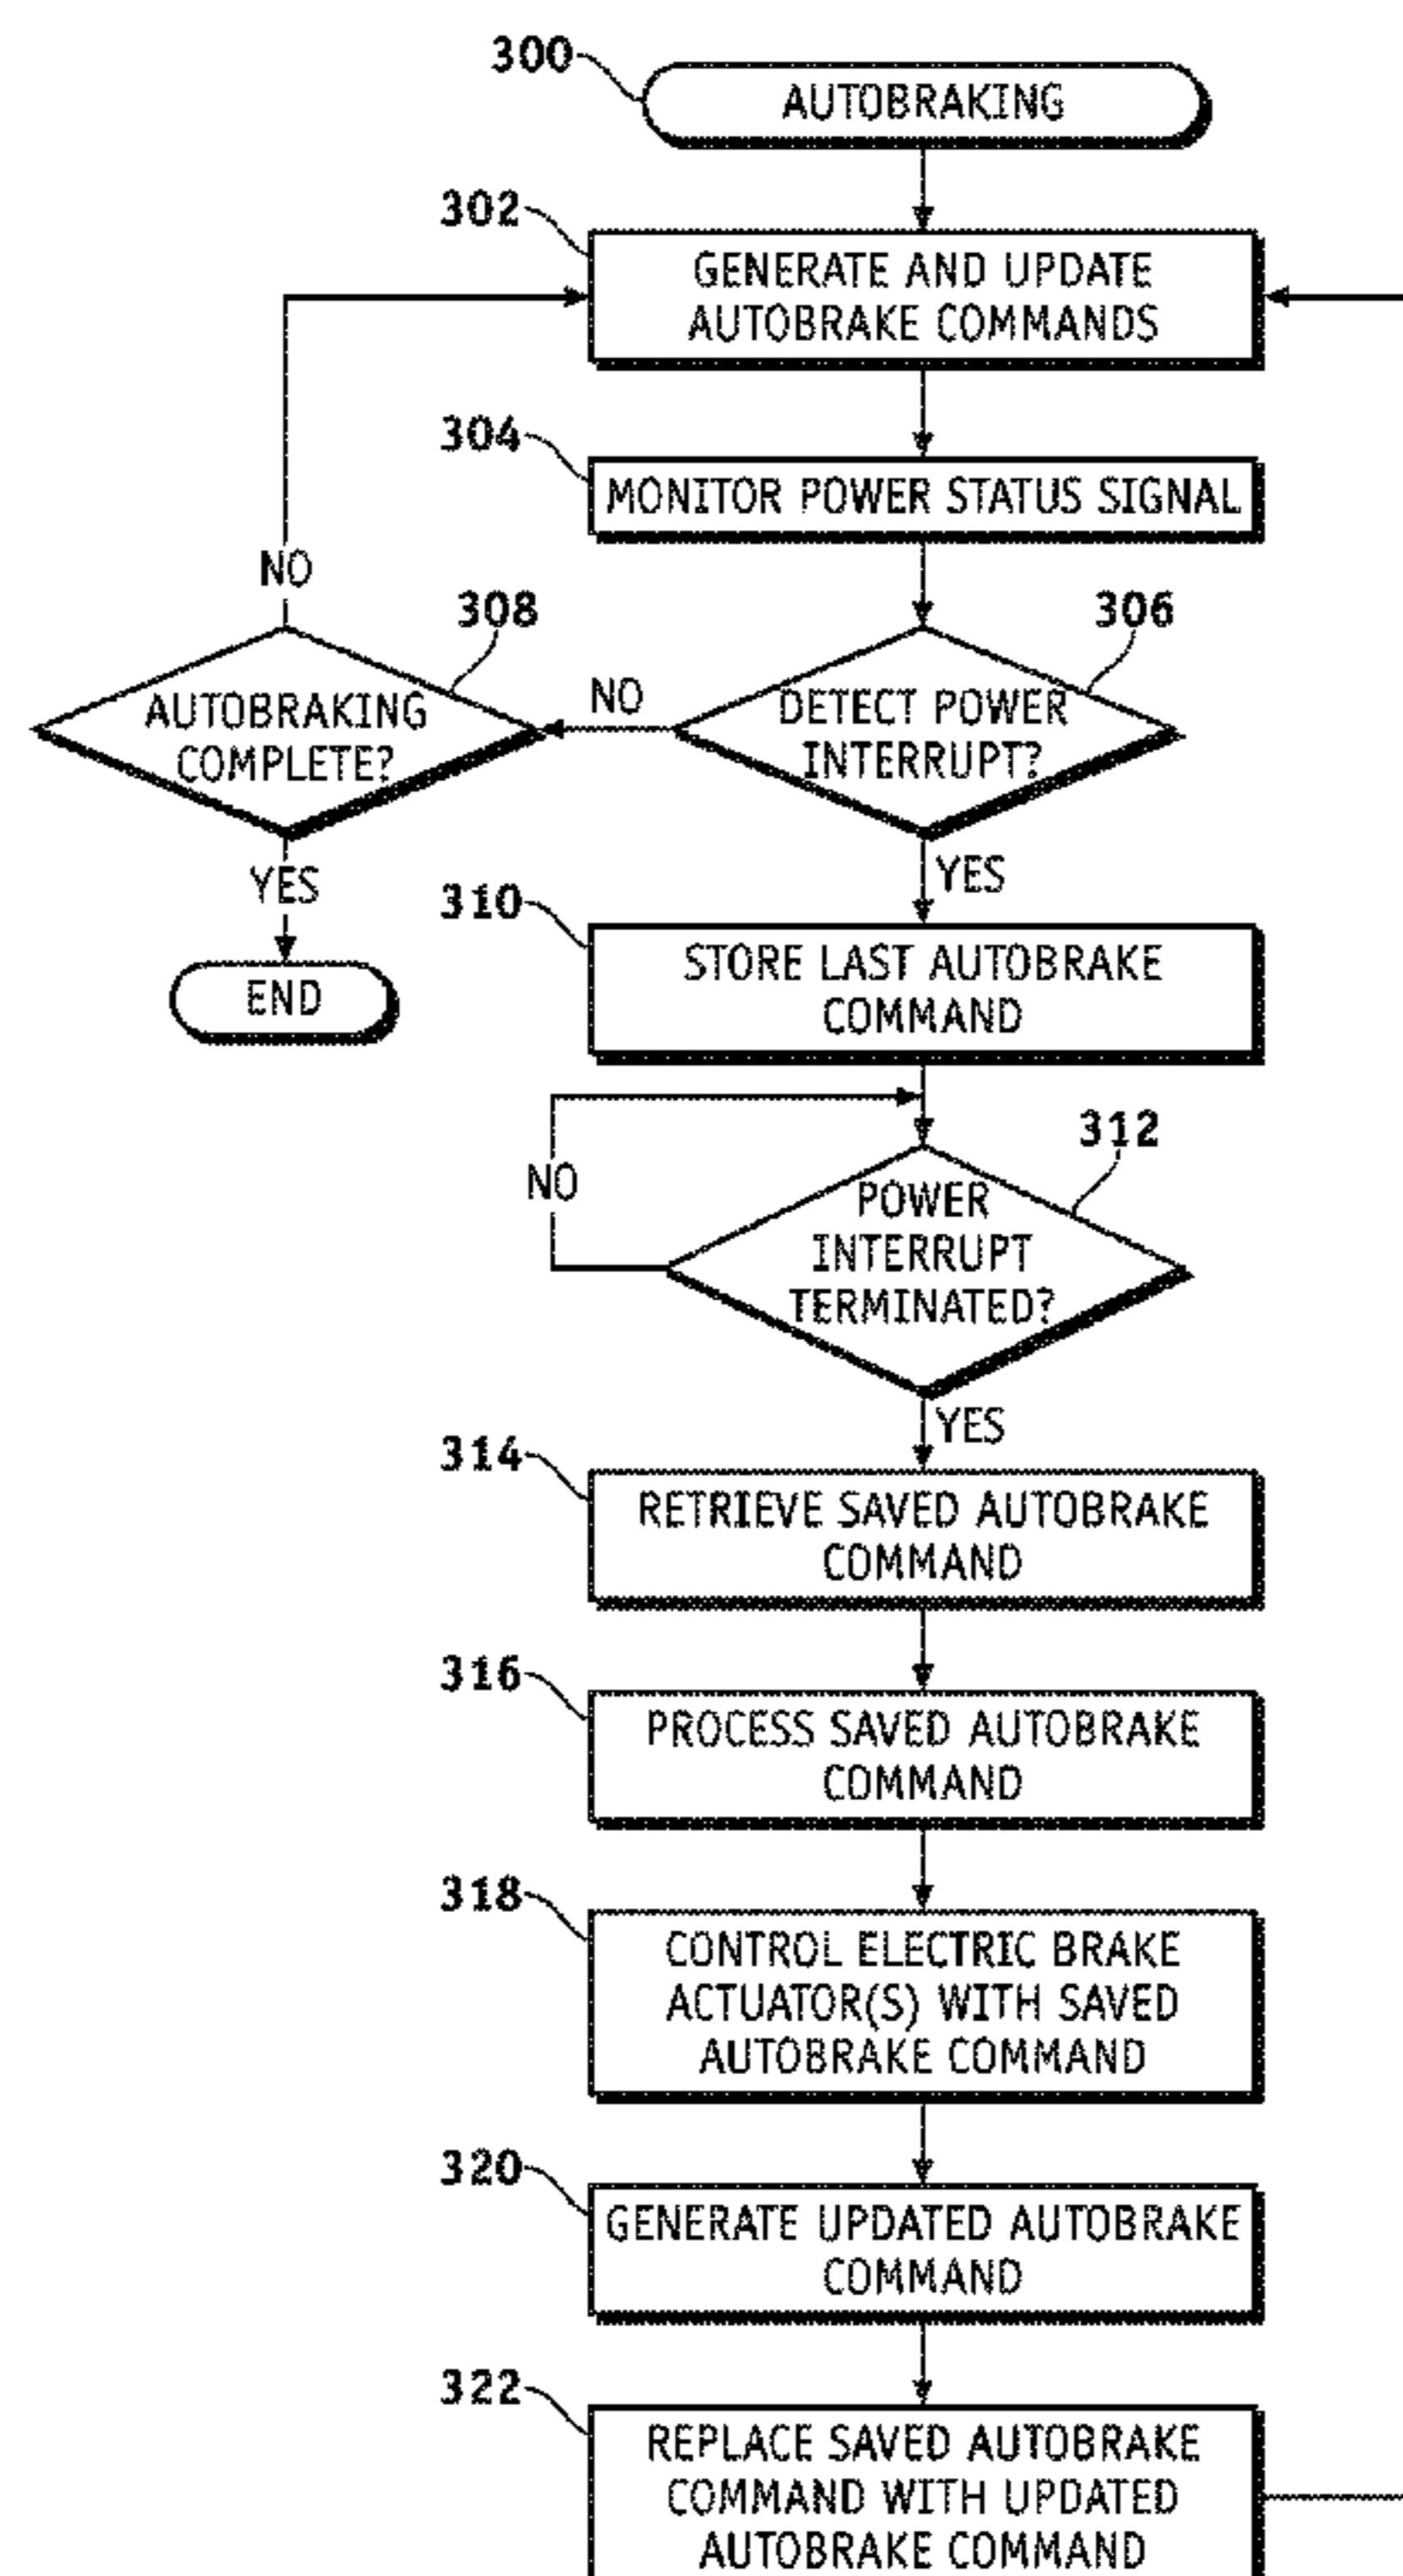 300
AUTOBRAKING
302
GENERATE AND UPDATE
AUTOBRAKE COMMANDS
304
MONITOR POWER STATUS SIGNAL
NO
308
306
AUTOBRAKING
COMPLETE?
NO
DETECT POWER
INTERRUPT?
YES
YES
END
310
STORE LAST AUTOBRAKE
COMMAND
NO
312
POWER
INTERRUPT
TERMINATED?
YES
314
RETRIEVE SAVED AUTOBRAKE
COMMAND
316
PROCESS SAVED AUTOBRAKE
COMMAND
318
CONTROL ELECTRIC BRAKE
ACTUATOR(S) WITH SAVED
AUTOBRAKE COMMAND
320
GENERATE UPDATED AUTOBRAKE
COMMAND
322
REPLACE SAVED AUTOBRAKE
COMMAND WITH UPDATED
AUTOBRAKE COMMAND